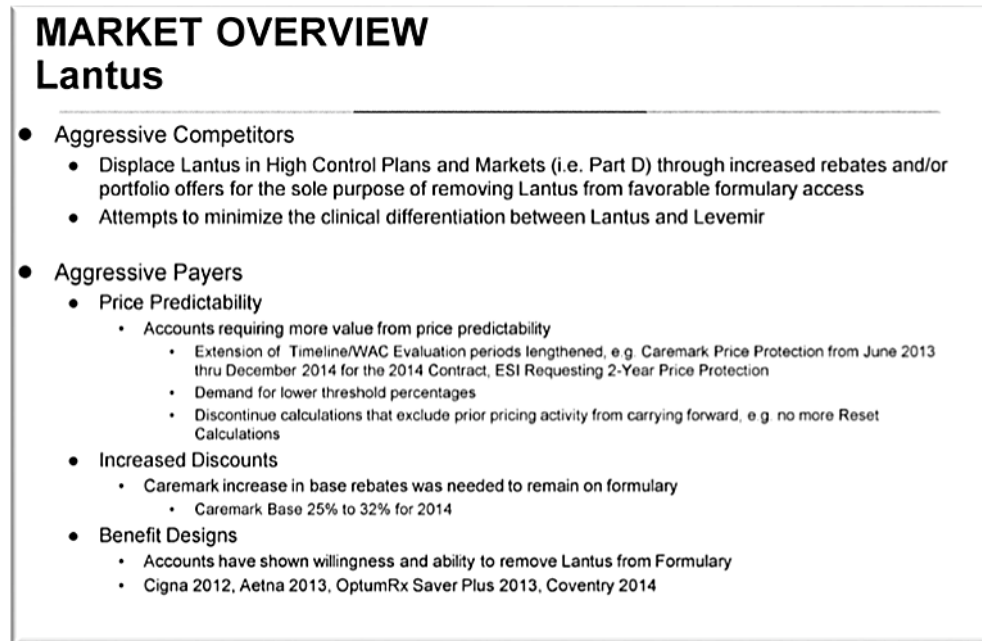 MARKET OVERVIEW
Lantus
● Aggressive Competitors
● Displace Lantus in High Control Plans and Markets (i.e. Part D) through increased rebates and/or
portfolio offers for the sole purpose of removing Lantus from favorable formulary access
● Attempts to minimize the clinical differentiation between Lantus and Levemir
● Aggressive Payers
● Price Predictability
• Accounts requiring more value from price predictability
• Extension of Timeline/WAC Evaluation periods lengthened, e.g. Caremark Price Protection from June 2013
thru December 2014 for the 2014 Contract, ESI Requesting 2-Year Price Protection
• Demand for lower threshold percentages
• Discontinue calculations that exclude prior pricing activity from carrying forward, e.g. no more Reset
Calculations
● Increased Discounts
• Caremark increase in base rebates was needed to remain on formulary
• Caremark Base 25% to 32% for 2014
● Benefit Designs
• Accounts have shown willingness and ability to remove Lantus from Formulary
• Cigna 2012, Aetna 2013, OptumRx Saver Plus 2013, Coventry 2014